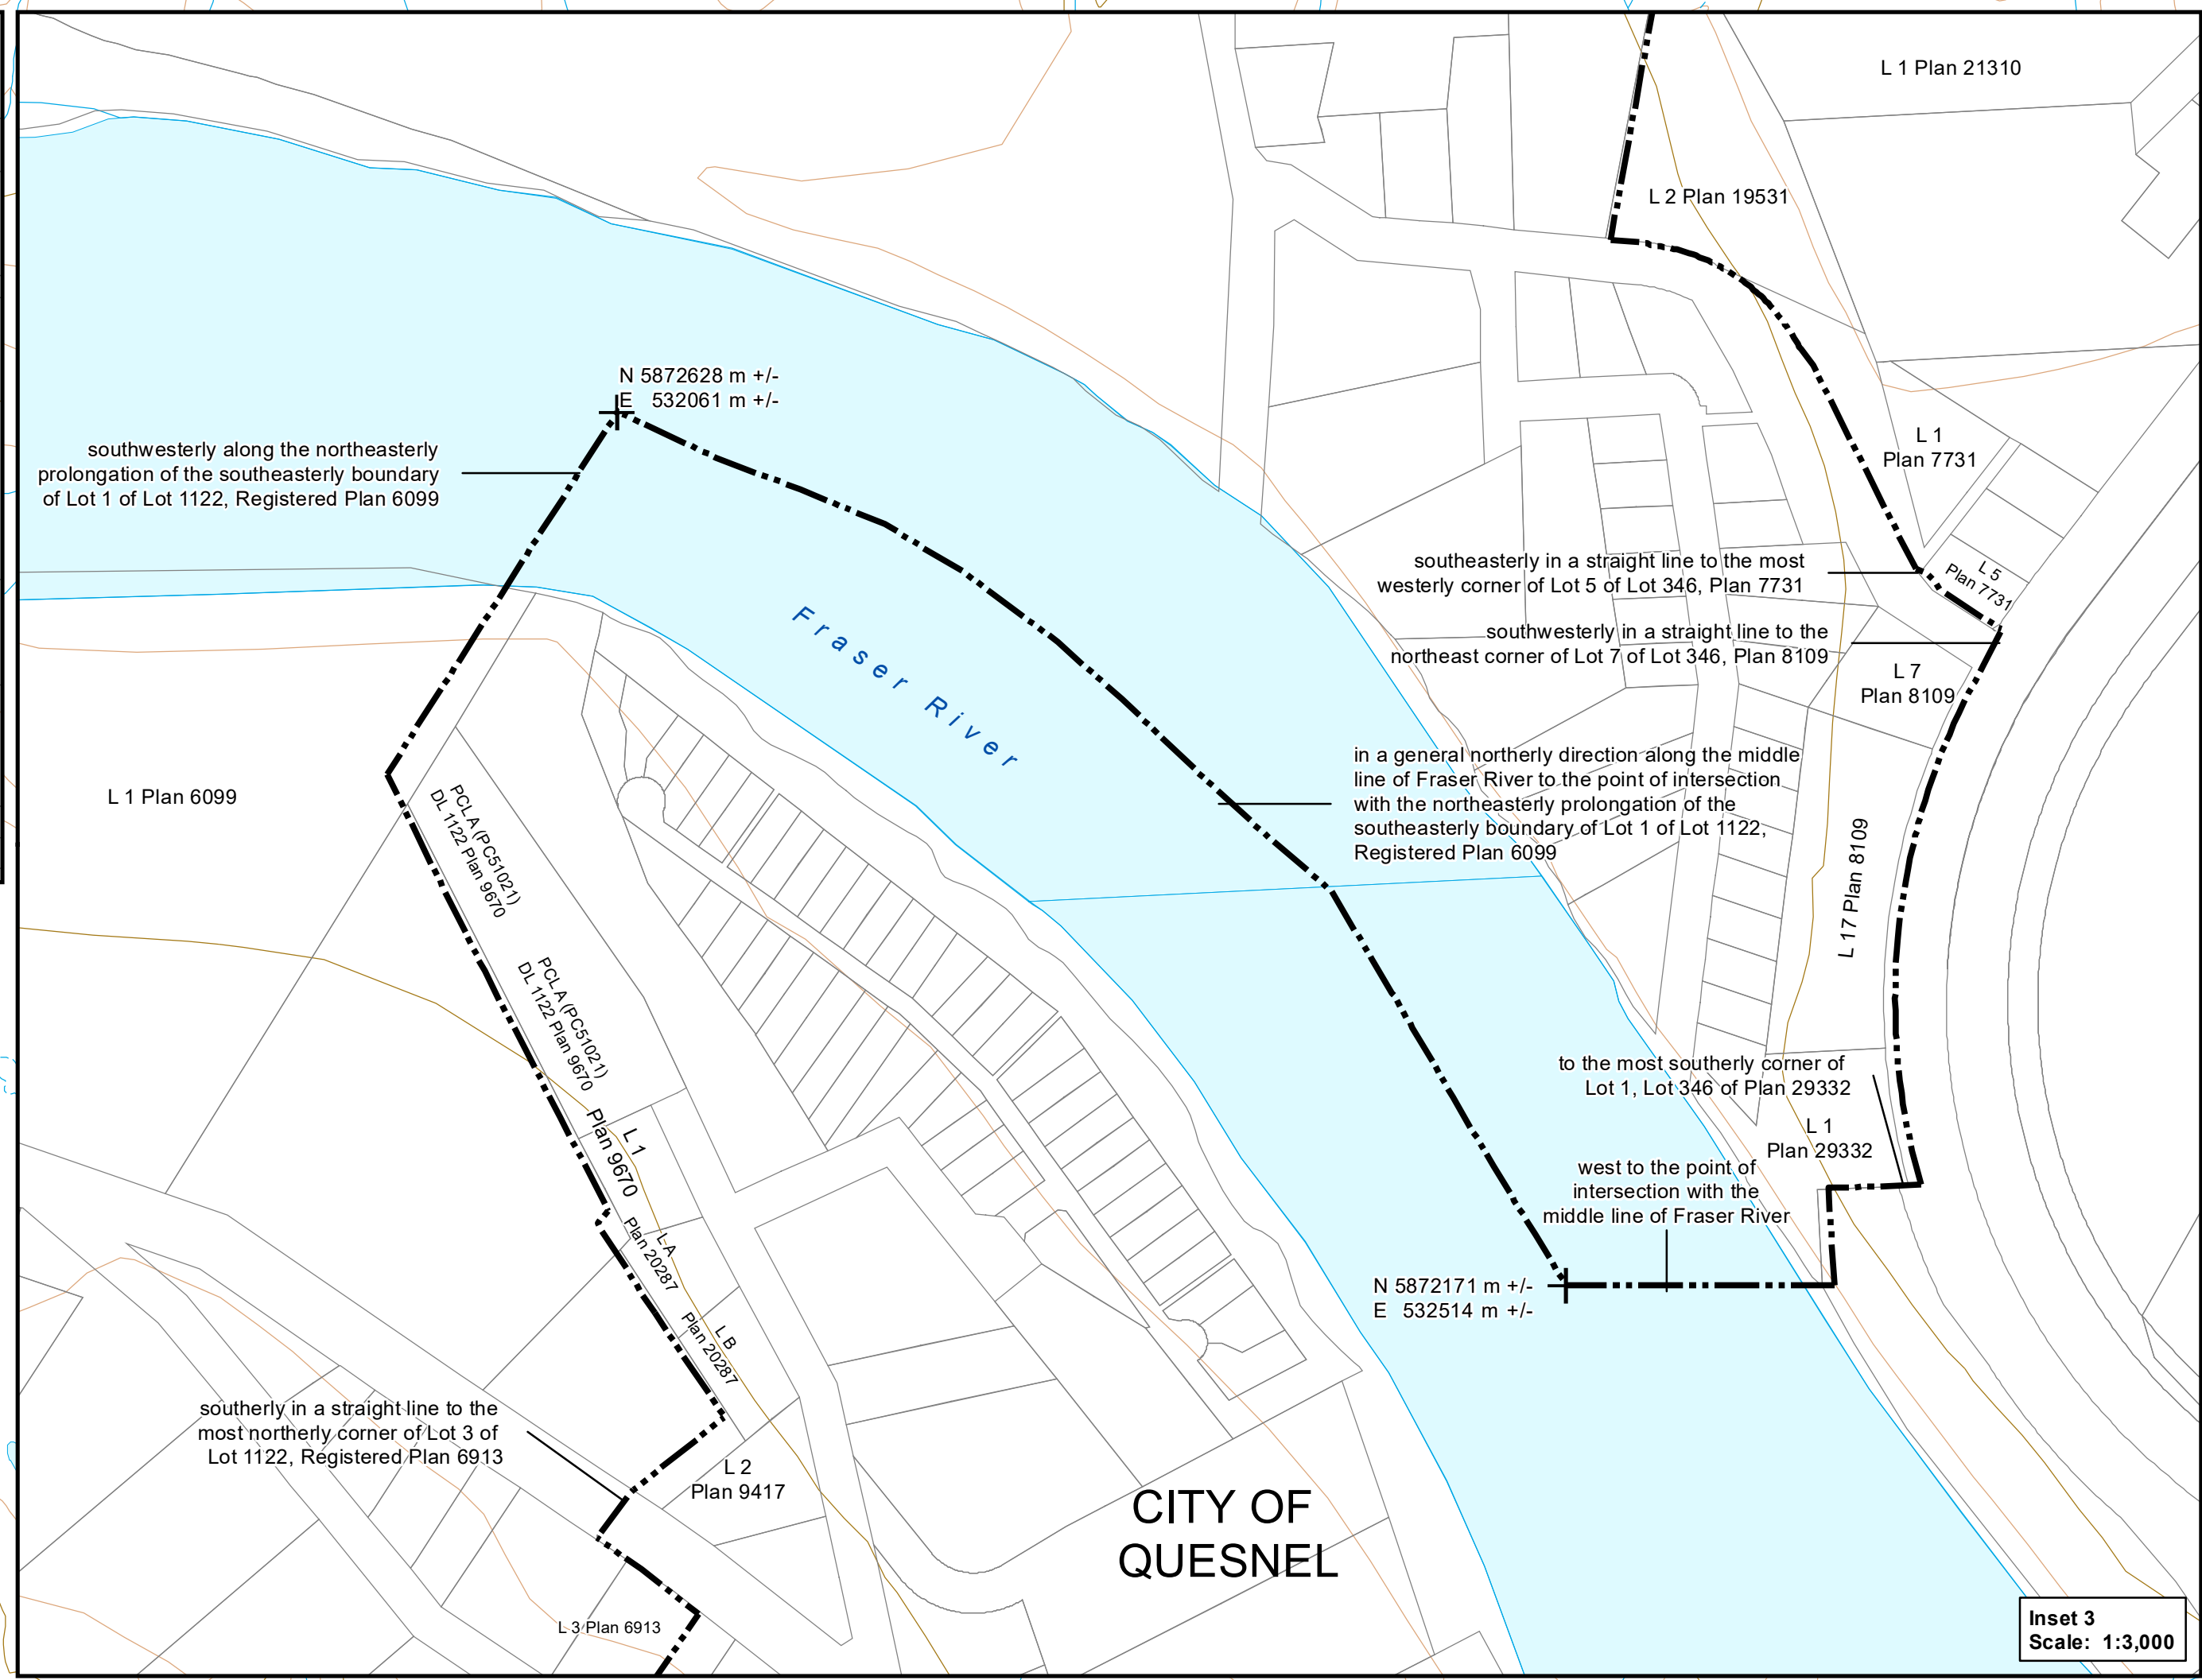 L 1 Plan 21310
L 2 Plan 19531
N 5872628 m +/-
E 532061 m +/-
southwesterly along the northeasterly
prolongation of the southeasterly boundary
of Lot 1 of Lot 1122, Registered Plan 6099
L 1
Plan 7731
southeasterly in a straight line to the most
westerly corner of Lot 5 of Lot 346, Plan 7731
L 5
Plan 7731
southwesterly in a straight line to the
northeast corner of Lot 7 of Lot 346, Plan 8109
L 7
Plan 8109
Fraser River
in a general northerly direction along the middle
line of Fraser River to the point of intersection
with the northeasterly prolongation of the
southeasterly boundary of Lot 1 of Lot 1122,
Registered Plan 6099
L 1 Plan 6099
PCL A (PC51021)
DL 1122 Plan 9670
L 17 Plan 8109
PCL A (PC51021)
DL 1122 Plan 9670
to the most southerly corner of
Lot 1, Lot 346 of Plan 29332
L 1
Plan 29332
L 1
Plan 9670
west to the point of
intersection with the
middle line of Fraser River
L A
Plan 20287
N 5872171 m +/-
E 532514 m +/-
L B
Plan 20287
southerly in a straight line to the
most northerly corner of Lot 3 of
Lot 1122, Registered Plan 6913
L 2
Plan 9417
CITY OF
QUESNEL
L 3 Plan 6913
Inset 3
Scale: 1:3,000